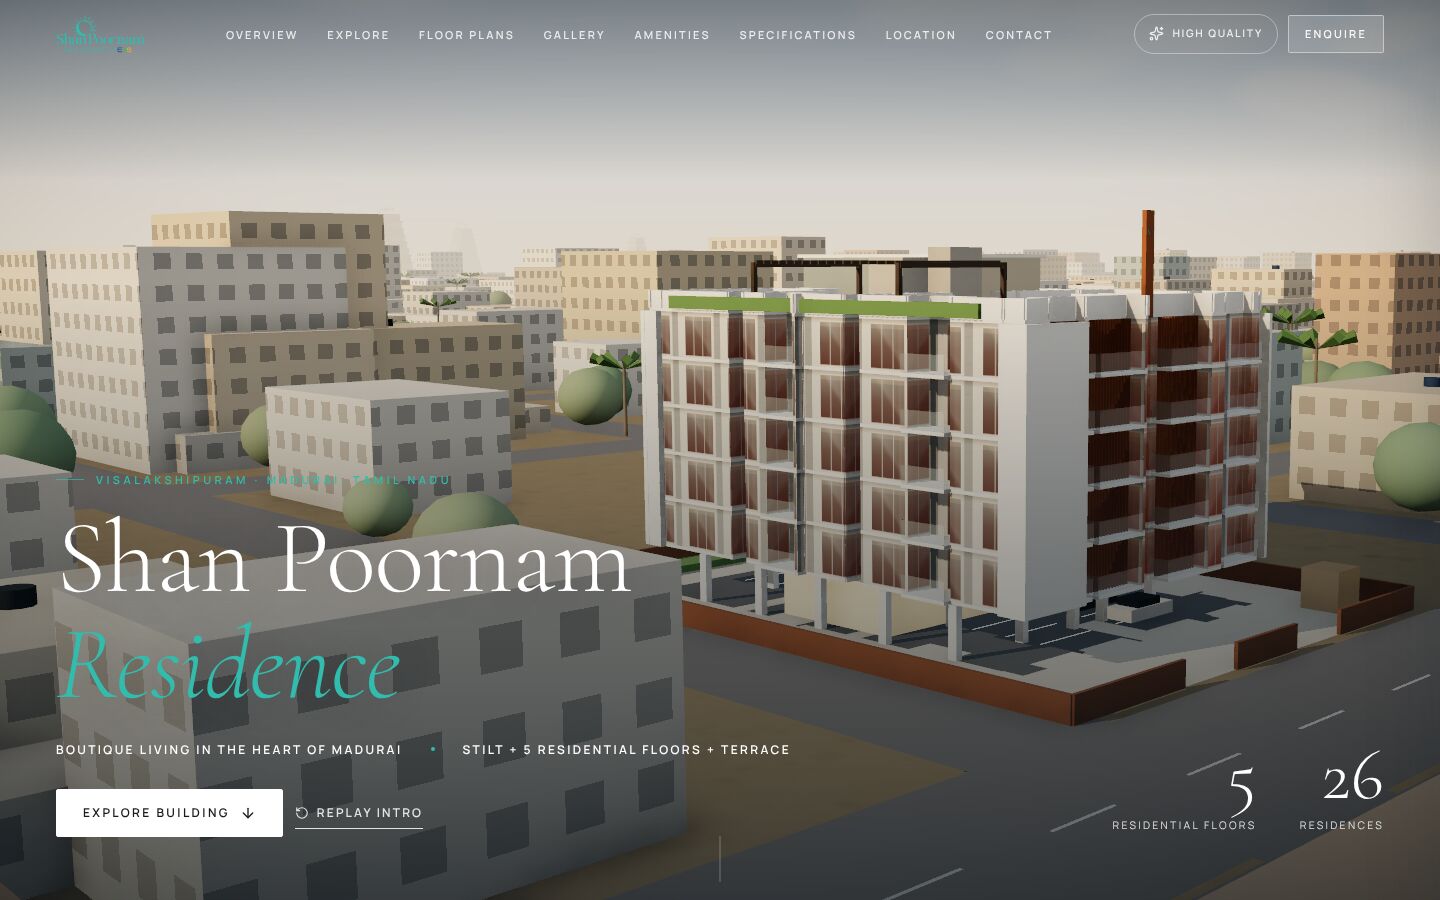 Shan Poornam
OVERVIEW EXPLORE FLOOR PLANS GALLERY AMENITIES SPECIFICATIONS LOCATION CONTACT HIGH QUALITY ENQUIRE
VISALAKSHIPURAM · MADURAI, TAMIL NADU
Shan Poornam
Residence
BOUTIQUE LIVING IN THE HEART OF MADURAI • STILT + 5 RESIDENTIAL FLOORS + TERRACE
EXPLORE BUILDING REPLAY INTRO
5 26
RESIDENTIAL FLOORS RESIDENCES